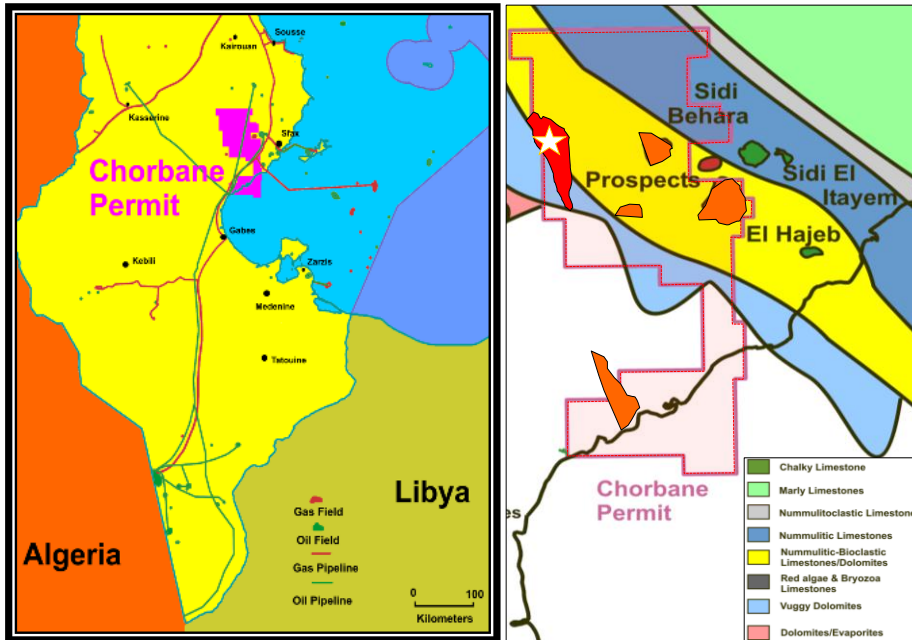 Sousse
Kairouan
Kasserine
Sfax
Chorbane
Permit
Gabes
Kebili
Zarzis
Medenine
Tatouine
Gas Field
Oil Field
Gas Pipeline
Oil Pipeline
Libya
Algeria
0 100
Kilometers
Sidi
Behara
Prospects
Sidi El
Itayem
El Hajeb
Chorbane
Permit
es
Chalky Limestone
Marly Limestones
Nummulitoclastic Limestone
Nummulitic Limestones
Nummulitic-Bioclastic
Limestones/Dolomites
Red algae & Bryozoa
Limestones
Vuggy Dolomites
Dolomites/Evaporites